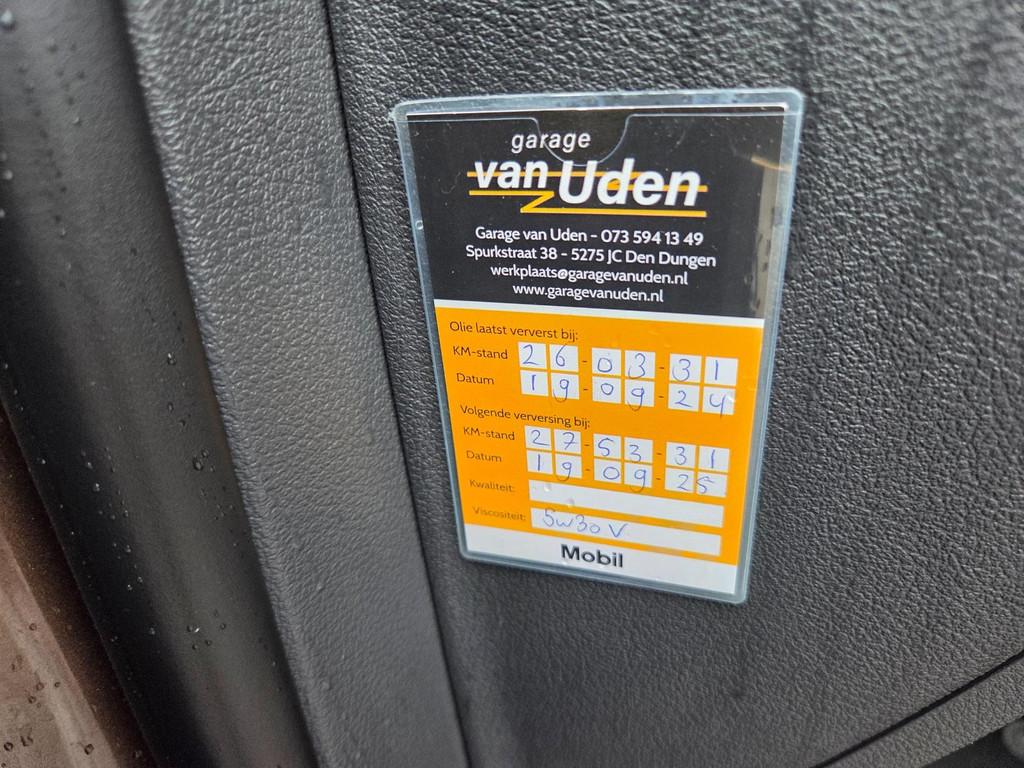 garage
van Uden
Garage van Uden - 073 594 13 49
Spurkstraat 38 - 5275 JC Den Dungen
werkplaats@garagevanuden.nl
www.garagevanuden.nl
Olie laatst ververst bij:
KM-stand 26-03-31
Datum 19-09-24
Volgende verversing bij:
KM-stand 27-53-31
Datum 19-09-25
Kwaliteit:
Viscositeit: 5w30 V
Mobil